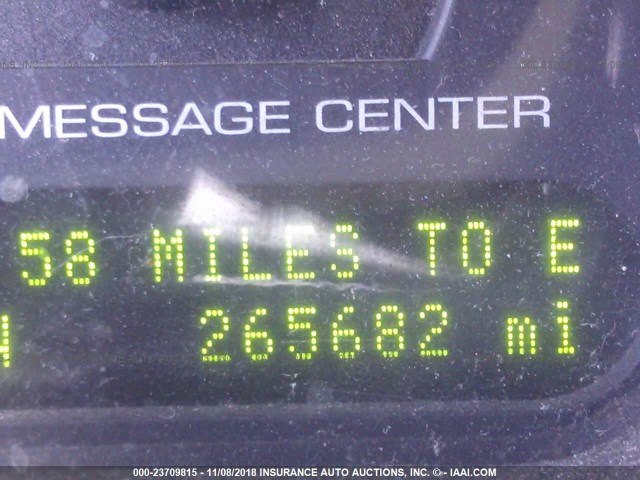 MESSAGE CENTER
58 MILES TO E
265682 mi
000-23709815 - 11/08/2018 INSURANCE AUTO AUCTIONS, INC. © - IAAI.COM